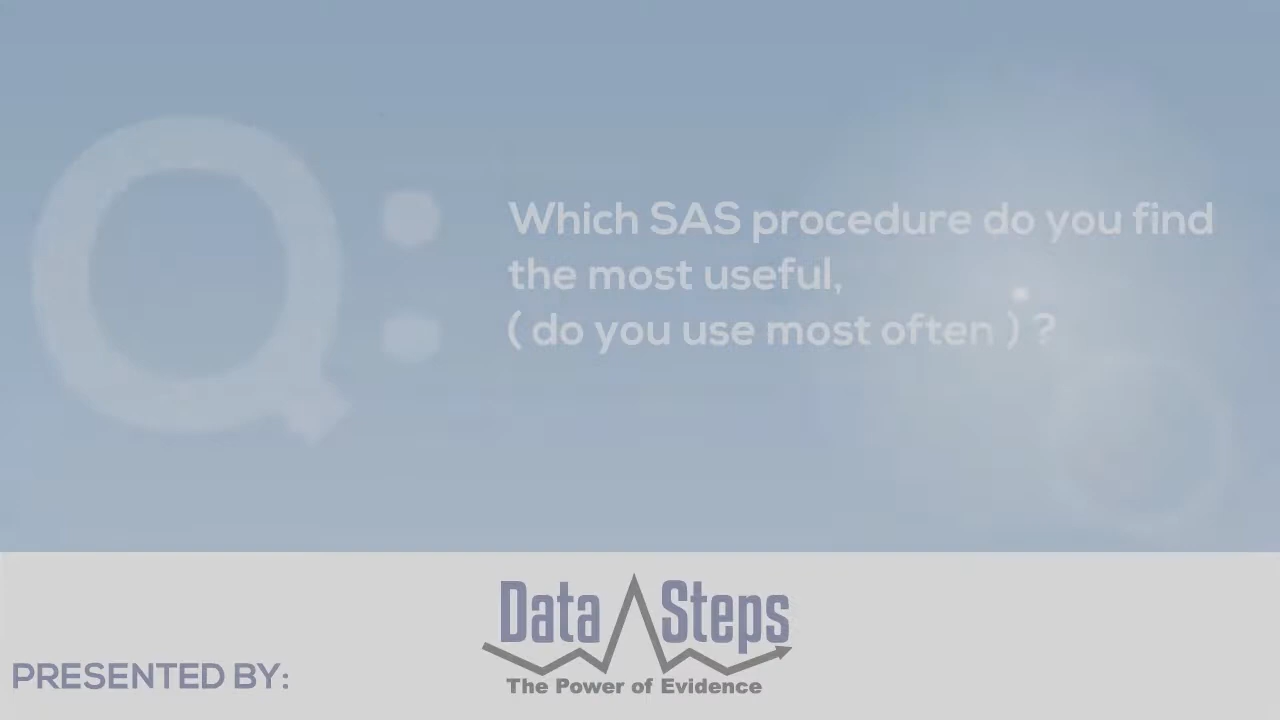 Q:
Which SAS procedure do you find
the most useful,
( do you use most often ) ?
PRESENTED BY:
Data Steps
The Power of Evidence